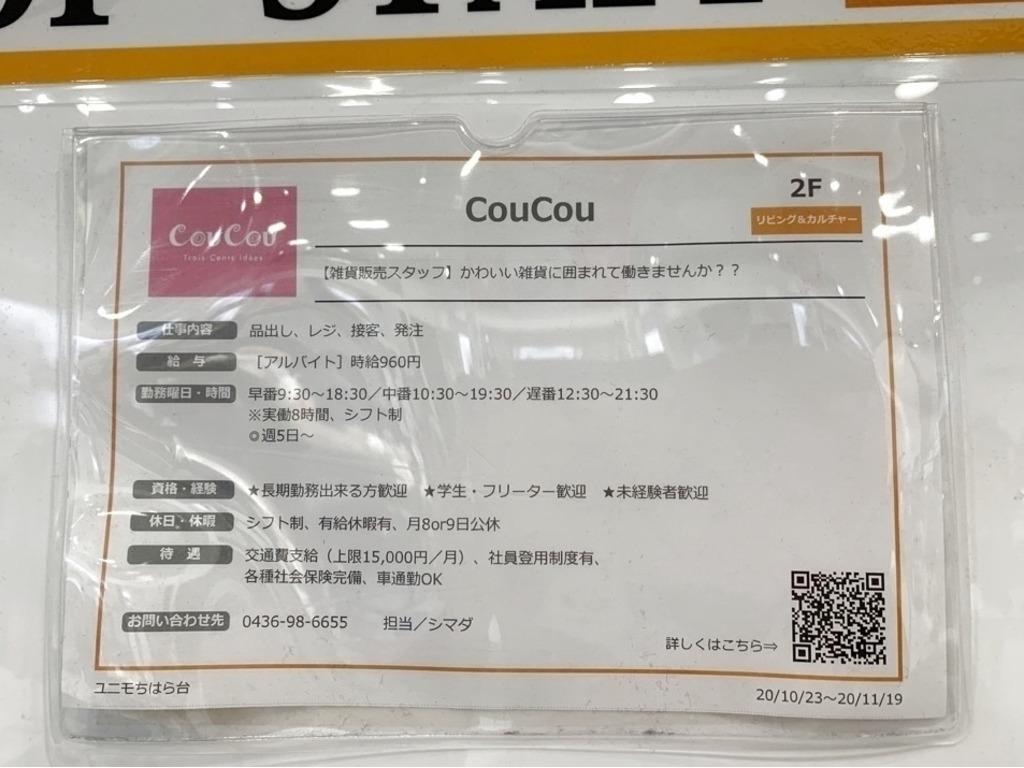 CouCou
2F
CouCou
Trois Cents Idées
リビング&カルチャー
【雑貨販売スタッフ】かわいい雑貨に囲まれて働きませんか？？
仕事内容 品出し、レジ、接客、発注
給 与 ［アルバイト］時給960円
勤務曜日・時間 早番9:30～18:30／中番10:30～19:30／遅番12:30～21:30
※実働8時間、シフト制
◎週5日～
資格・経験 ★長期勤務出来る方歓迎 ★学生・フリーター歓迎 ★未経験者歓迎
休日・休暇 シフト制、有給休暇有、月8or9日公休
待 遇 交通費支給（上限15,000円／月）、社員登用制度有、
各種社会保険完備、車通勤OK
お問い合わせ先 0436-98-6655 担当／シマダ
詳しくはこちら⇒
ユニモちはら台
20/10/23～20/11/19